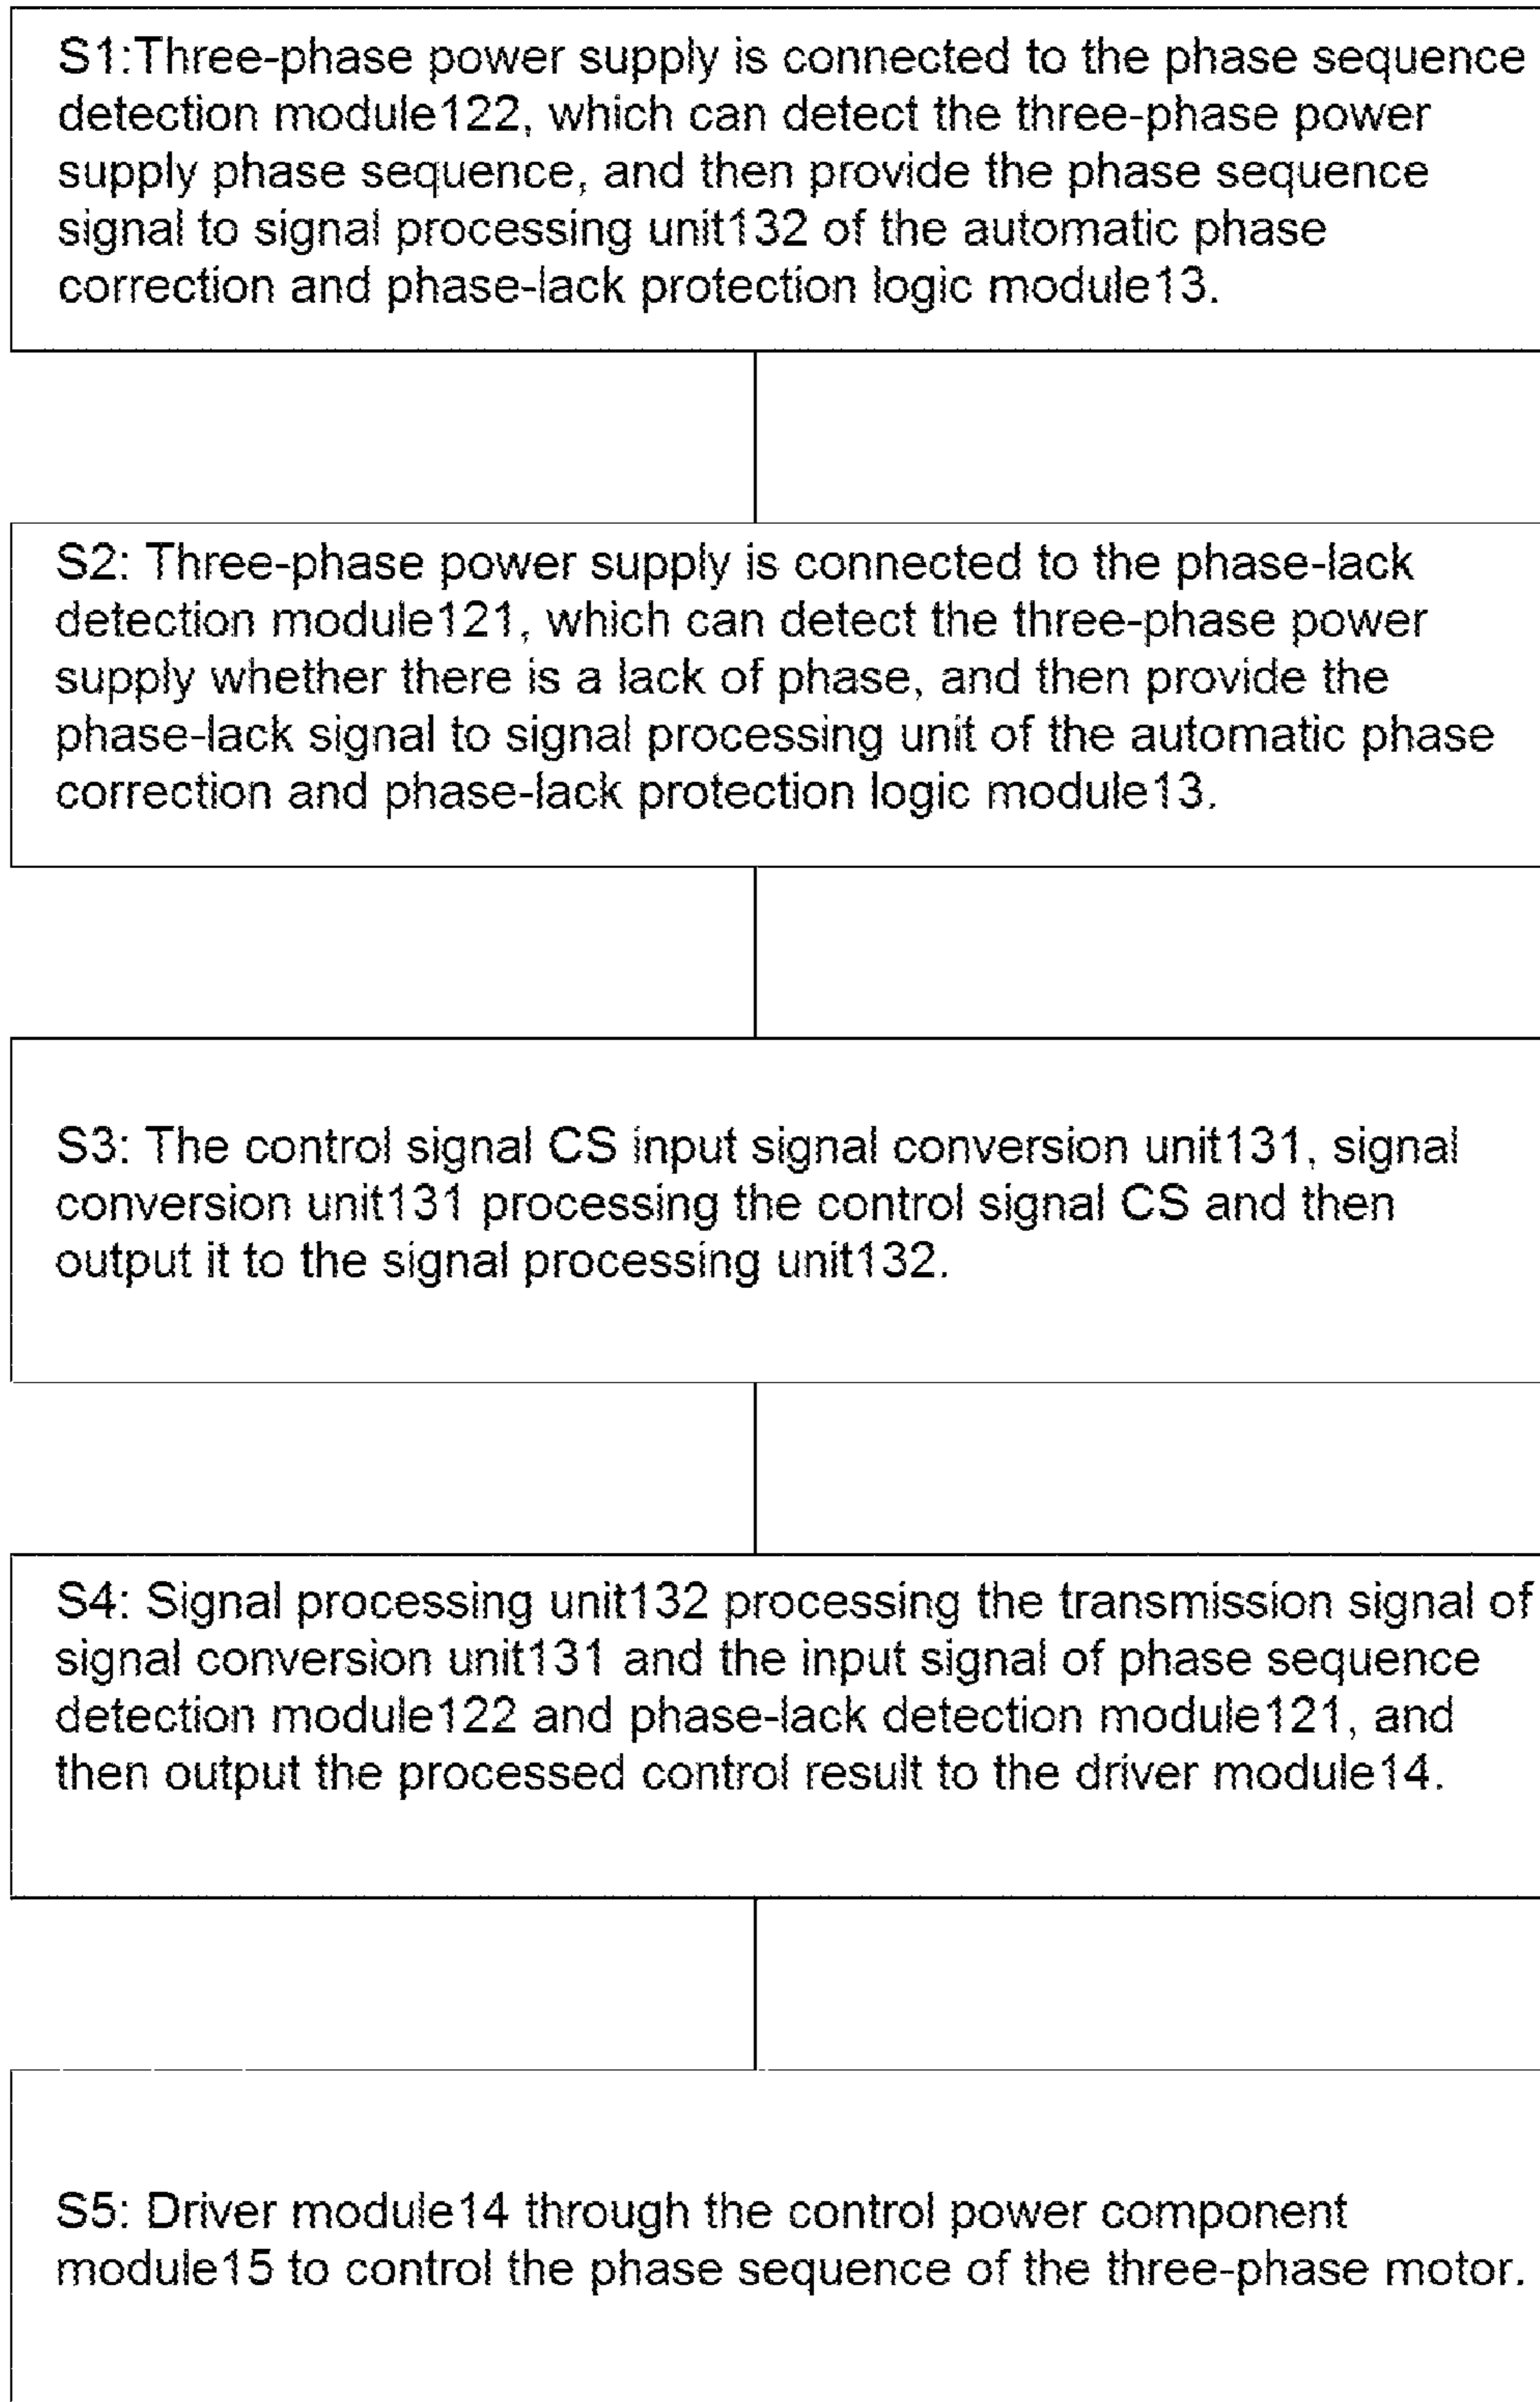 S1:Three-phase power supply is connected to the phase sequence
detection module122, which can detect the three-phase power
supply phase sequence, and then provide the phase sequence
signal to signal processing unit132 of the automatic phase
correction and phase-lack protection logic module13.
S2: Three-phase power supply is connected to the phase-lack
detection module121, which can detect the three-phase power
supply whether there is a lack of phase, and then provide the
phase-lack signal to signal processing unit of the automatic phase
correction and phase-lack protection logic module13.
S3: The control signal CS input signal conversion unit131, signal
conversion unit131 processing the control signal CS and then
output it to the signal processing unit132.
S4: Signal processing unit132 processing the transmission signal of
signal conversion unit131 and the input signal of phase sequence
detection module122 and phase-lack detection module121, and
then output the processed control result to the driver module14.
S5: Driver module14 through the control power component
module15 to control the phase sequence of the three-phase motor.